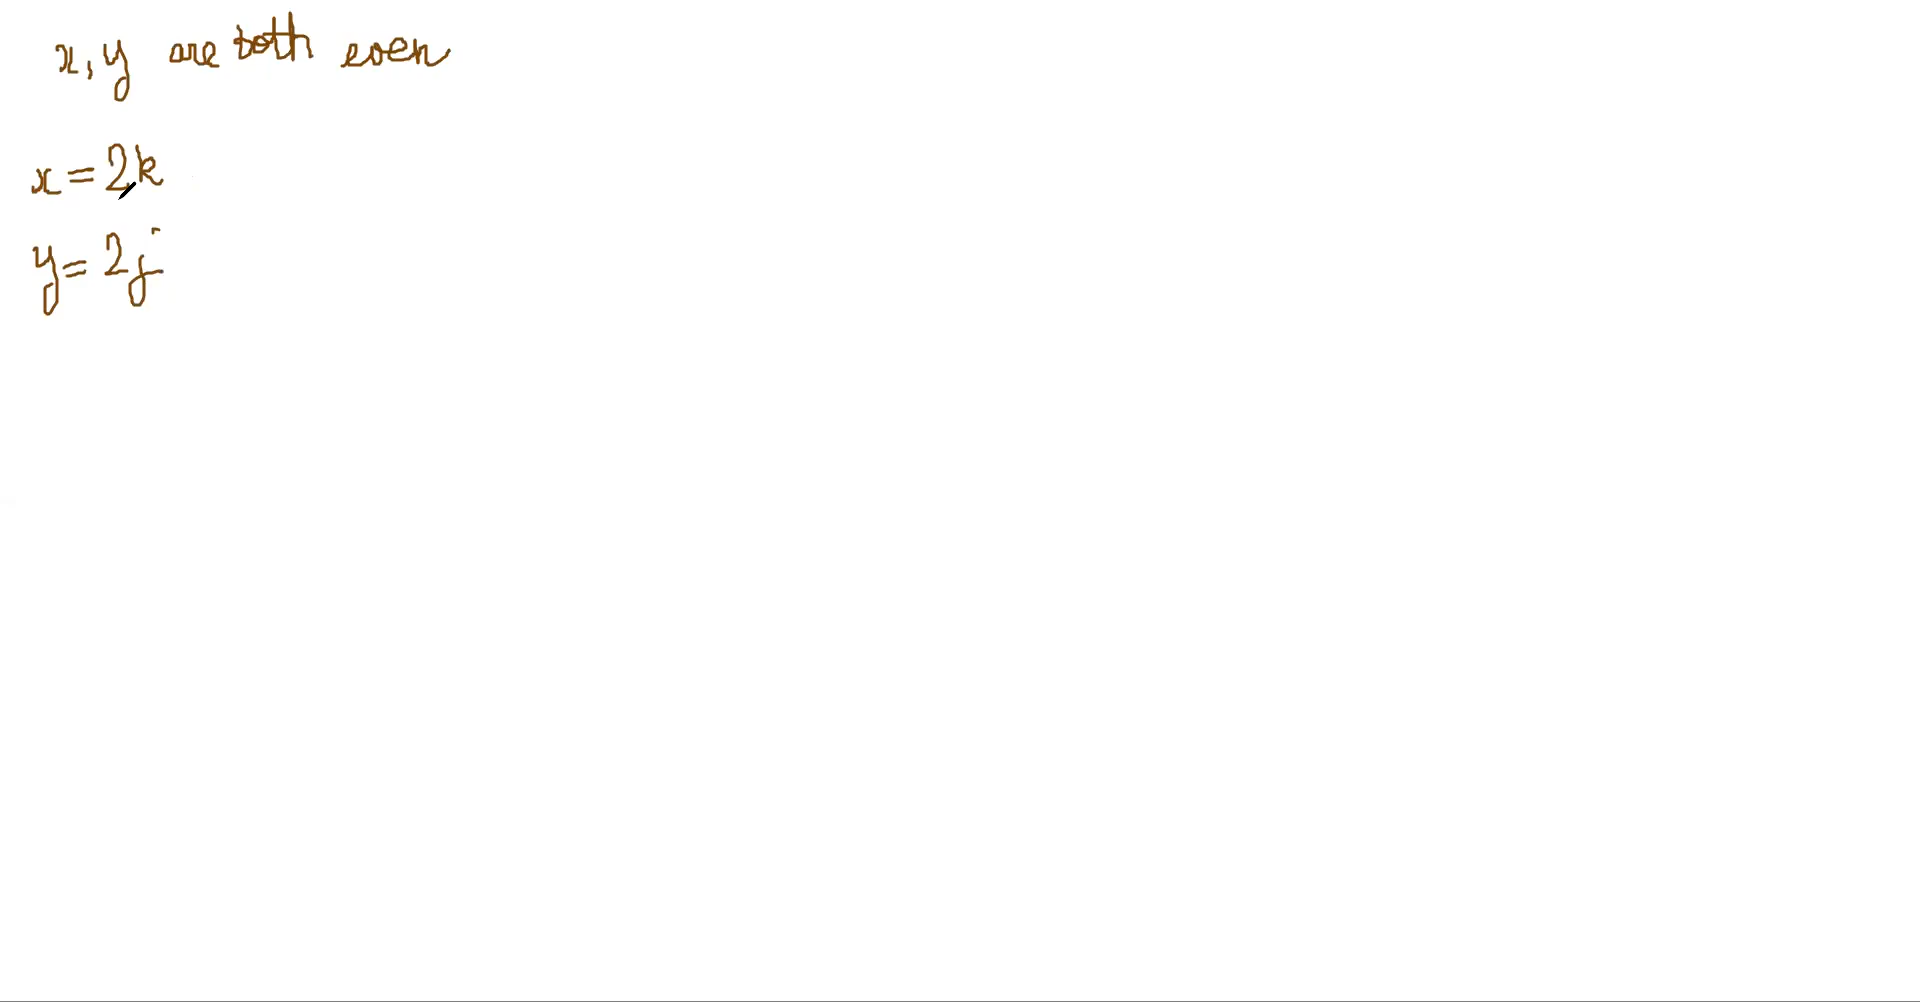 x, y are both even
x = 2k
y = 2j